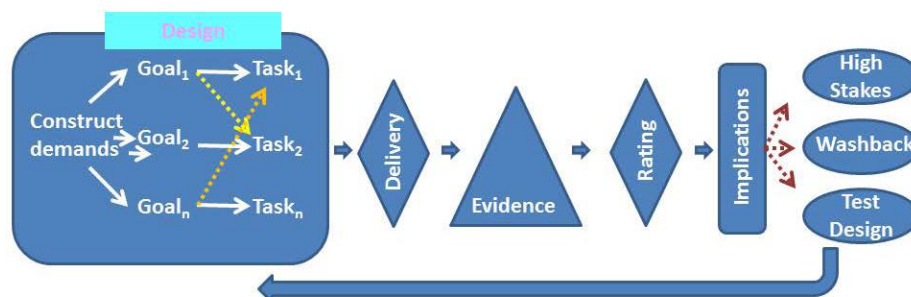 Design
Goal₁
Task₁
Construct
demands
Goal₂
Task₂
Goalₙ
Taskₙ
Delivery
Evidence
Rating
Implications
High
Stakes
Washback
Test
Design